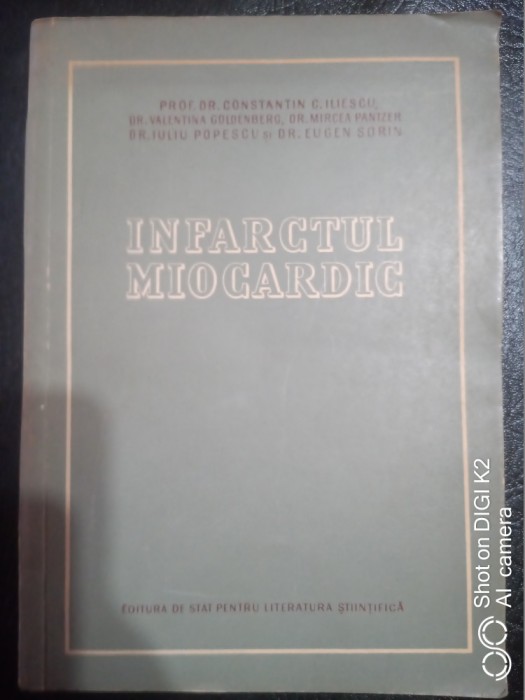 PROF. DR. CONSTANTIN C. ILIESCU,
DR. VALENTINA GOLDENBERG, DR. MIRCEA PANTZER
DR. IULIU POPESCU și DR. EUGEN SORIN
INFARCTUL
MIOCARDIC
EDITURA DE STAT PENTRU LITERATURA ȘTIINȚIFICĂ
Shot on DIGI K2
AI camera